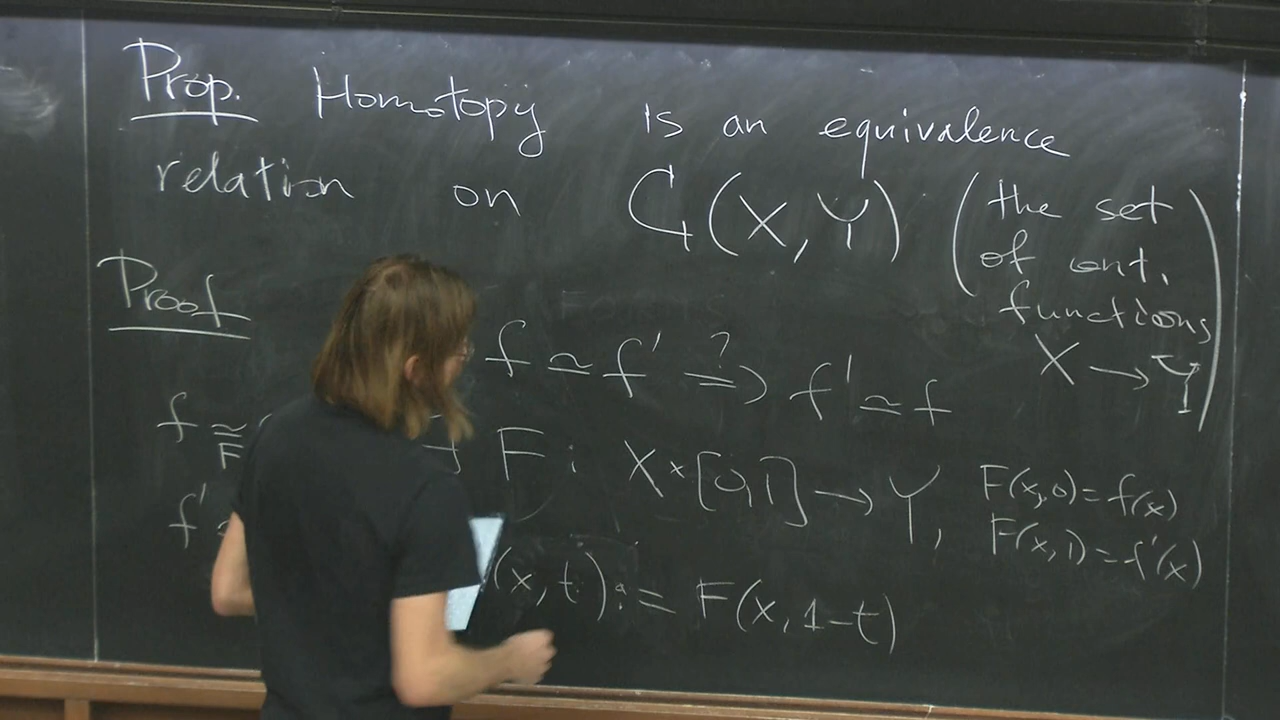 Prop. Homotopy is an equivalence
relation on C(X,Y) (the set
of cont.
functions
X → Y)
Proof
f ≃ f' ?⇒ f' ≃ f
f ≃
F
F : X × [0,1] → Y, F(x,0) = f(x)
F(x,1) = f'(x)
f'
(x,t) := F(x,1-t)